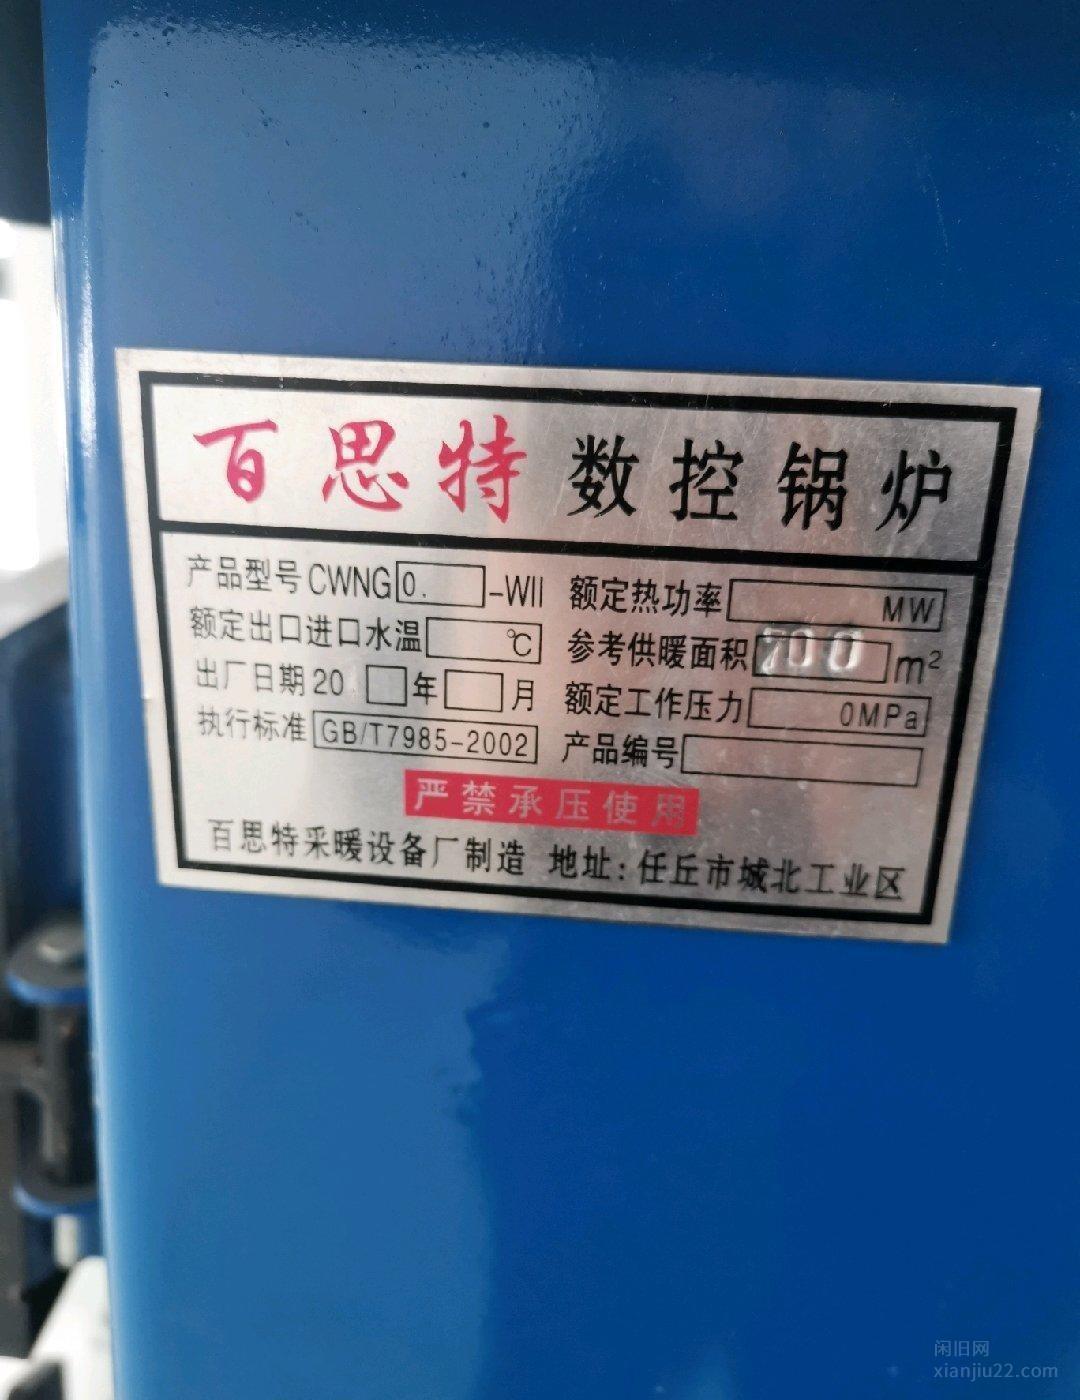 百思特 数控锅炉
产品型号 CWNG 0. -WII 额定热功率 MW
额定出口进口水温 ℃ 参考供暖面积 700 m²
出厂日期 20 年 月 额定工作压力 0MPa
执行标准 GB/T7985-2002 产品编号
严禁承压使用
百思特采暖设备厂制造 地址: 任丘市城北工业区
闲旧网
xianjiu22.com